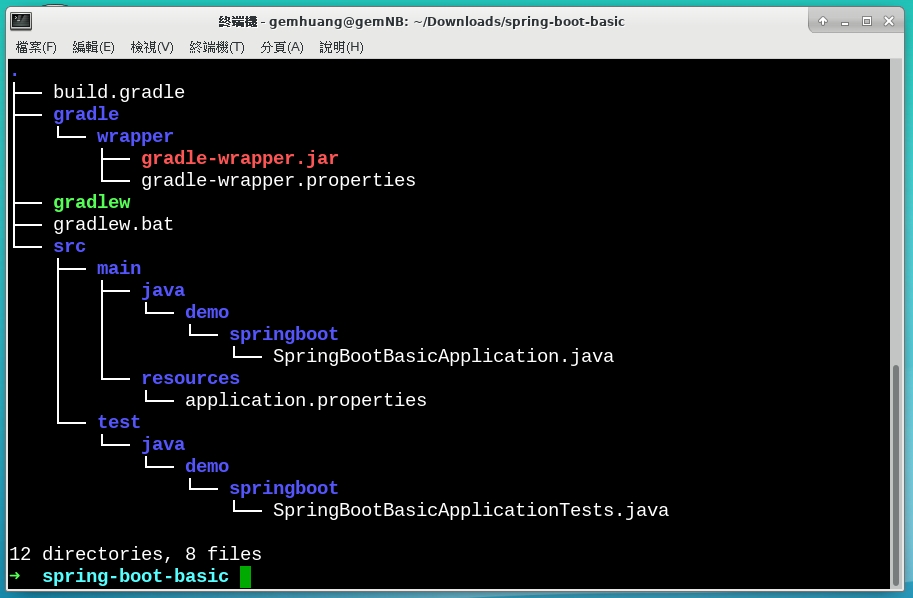 終端機 - gemhuang@gemNB: ~/Downloads/spring-boot-basic
檔案(F) 編輯(E) 檢視(V) 終端機(T) 分頁(A) 說明(H)
.
├── build.gradle
├── gradle
│   └── wrapper
│       ├── gradle-wrapper.jar
│       └── gradle-wrapper.properties
├── gradlew
├── gradlew.bat
└── src
    ├── main
    │   ├── java
    │   │   └── demo
    │   │       └── springboot
    │   │           └── SpringBootBasicApplication.java
    │   └── resources
    │       └── application.properties
    └── test
        └── java
            └── demo
                └── springboot
                    └── SpringBootBasicApplicationTests.java
12 directories, 8 files
→ spring-boot-basic